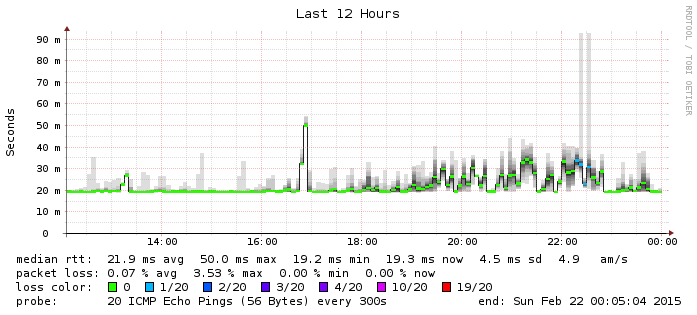 Last 12 Hours
RRDTOOL / TOBI OETIKER
Seconds
90 m
80 m
70 m
60 m
50 m
40 m
30 m
20 m
10 m
0
14:00 16:00 18:00 20:00 22:00 00:00
median rtt: 21.9 ms avg 50.0 ms max 19.2 ms min 19.3 ms now 4.5 ms sd 4.9 am/s
packet loss: 0.07 % avg 3.53 % max 0.00 % min 0.00 % now
loss color: 0 1/20 2/20 3/20 4/20 10/20 19/20
probe: 20 ICMP Echo Pings (56 Bytes) every 300s end: Sun Feb 22 00:05:04 2015